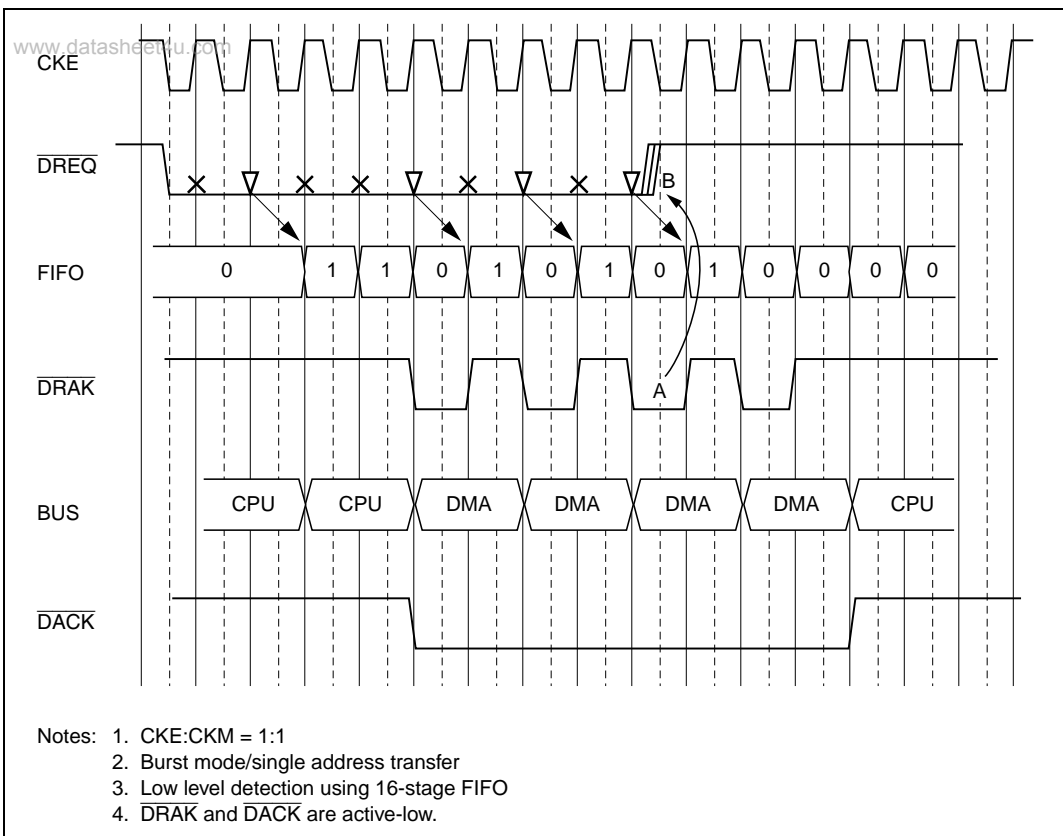 www.datasheet4u.com
CKE
DREQ
B
FIFO 0 1 1 0 1 0 1 0 1 0 0 0 0
DRAK
A
BUS CPU CPU DMA DMA DMA DMA CPU
DACK
Notes: 1. CKE:CKM = 1:1
2. Burst mode/single address transfer
3. Low level detection using 16-stage FIFO
4. DRAK and DACK are active-low.